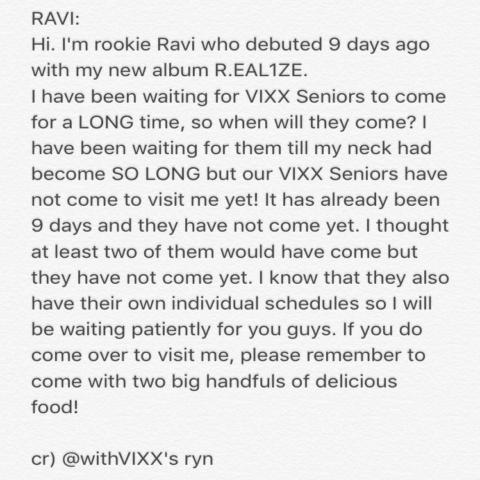 RAVI:
Hi. I'm rookie Ravi who debuted 9 days ago
with my new album R.EAL1ZE.
I have been waiting for VIXX Seniors to come
for a LONG time, so when will they come? I
have been waiting for them till my neck had
become SO LONG but our VIXX Seniors have
not come to visit me yet! It has already been
9 days and they have not come yet. I thought
at least two of them would have come but
they have not come yet. I know that they also
have their own individual schedules so I will
be waiting patiently for you guys. If you do
come over to visit me, please remember to
come with two big handfuls of delicious
food!
cr) @withVIXX's ryn